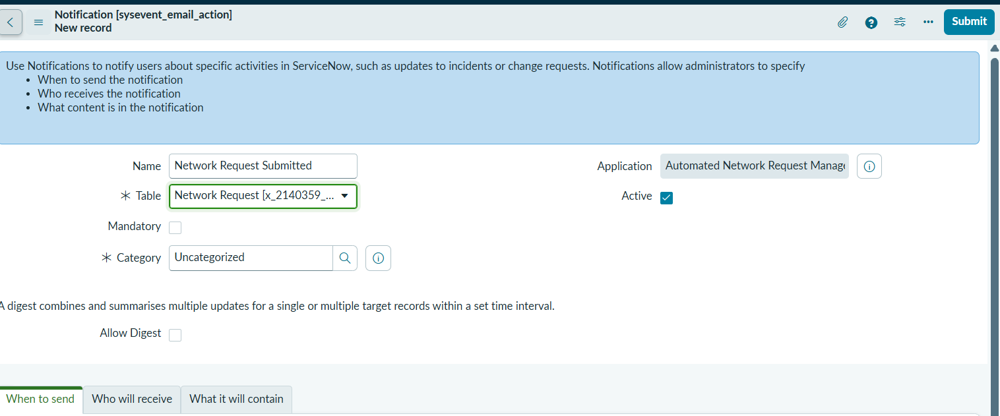 Notification [sysevent_email_action]
New record
Submit
Use Notifications to notify users about specific activities in ServiceNow, such as updates to incidents or change requests. Notifications allow administrators to specify
• When to send the notification
• Who receives the notification
• What content is in the notification
Name Network Request Submitted
Application Automated Network Request Manage
* Table Network Request [x_2140359_...
Active
Mandatory
* Category Uncategorized
A digest combines and summarises multiple updates for a single or multiple target records within a set time interval.
Allow Digest
When to send Who will receive What it will contain